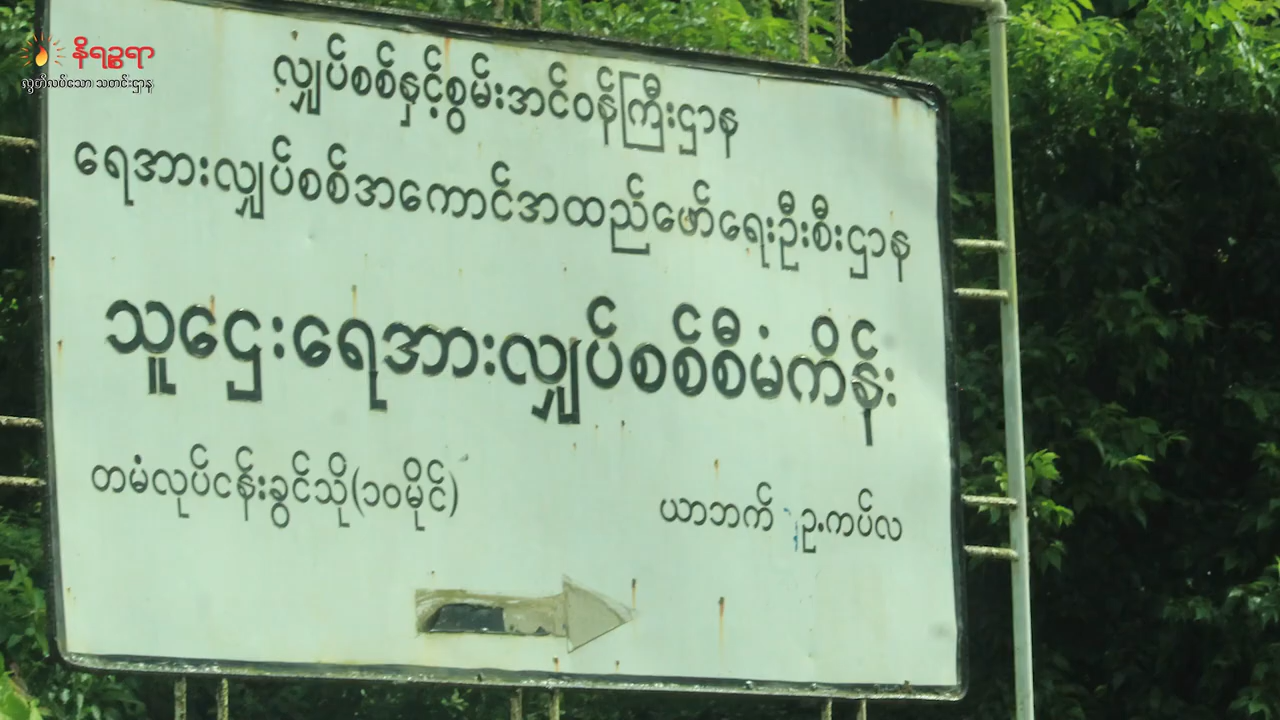 နိရဉ္စရာ
လွတ်လပ်သော သတင်းဌာန
လျှပ်စစ်နှင့်စွမ်းအင်ဝန်ကြီးဌာန
ရေအားလျှပ်စစ်အကောင်အထည်ဖော်ရေးဦးစီးဌာန
သူဌေးရေအားလျှပ်စစ်စီမံကိန်း
တမံလုပ်ငန်းခွင်သို့(၁၀မိုင်)
ယာဘက် ဥႉကပ်လ